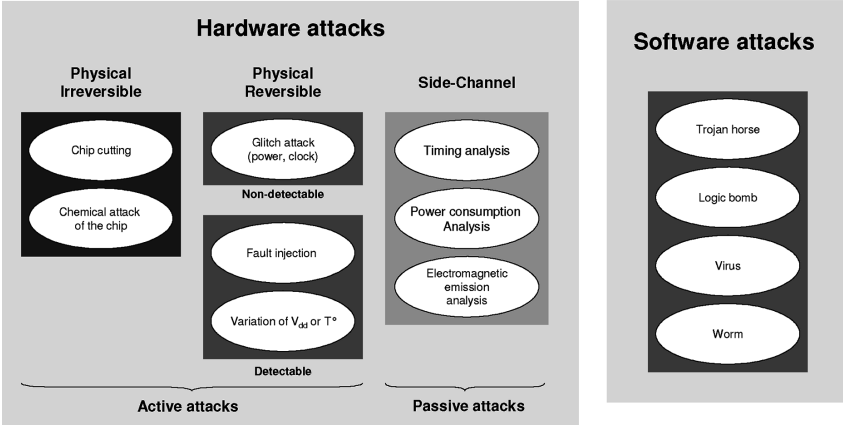 Hardware attacks
Physical
Irreversible
Chip cutting
Chemical attack
of the chip
Physical
Reversible
Glitch attack
(power, clock)
Non-detectable
Fault injection
Variation of Vdd or T°
Detectable
Side-Channel
Timing analysis
Power consumption
Analysis
Electromagnetic
emission
analysis
Active attacks
Passive attacks
Software attacks
Trojan horse
Logic bomb
Virus
Worm